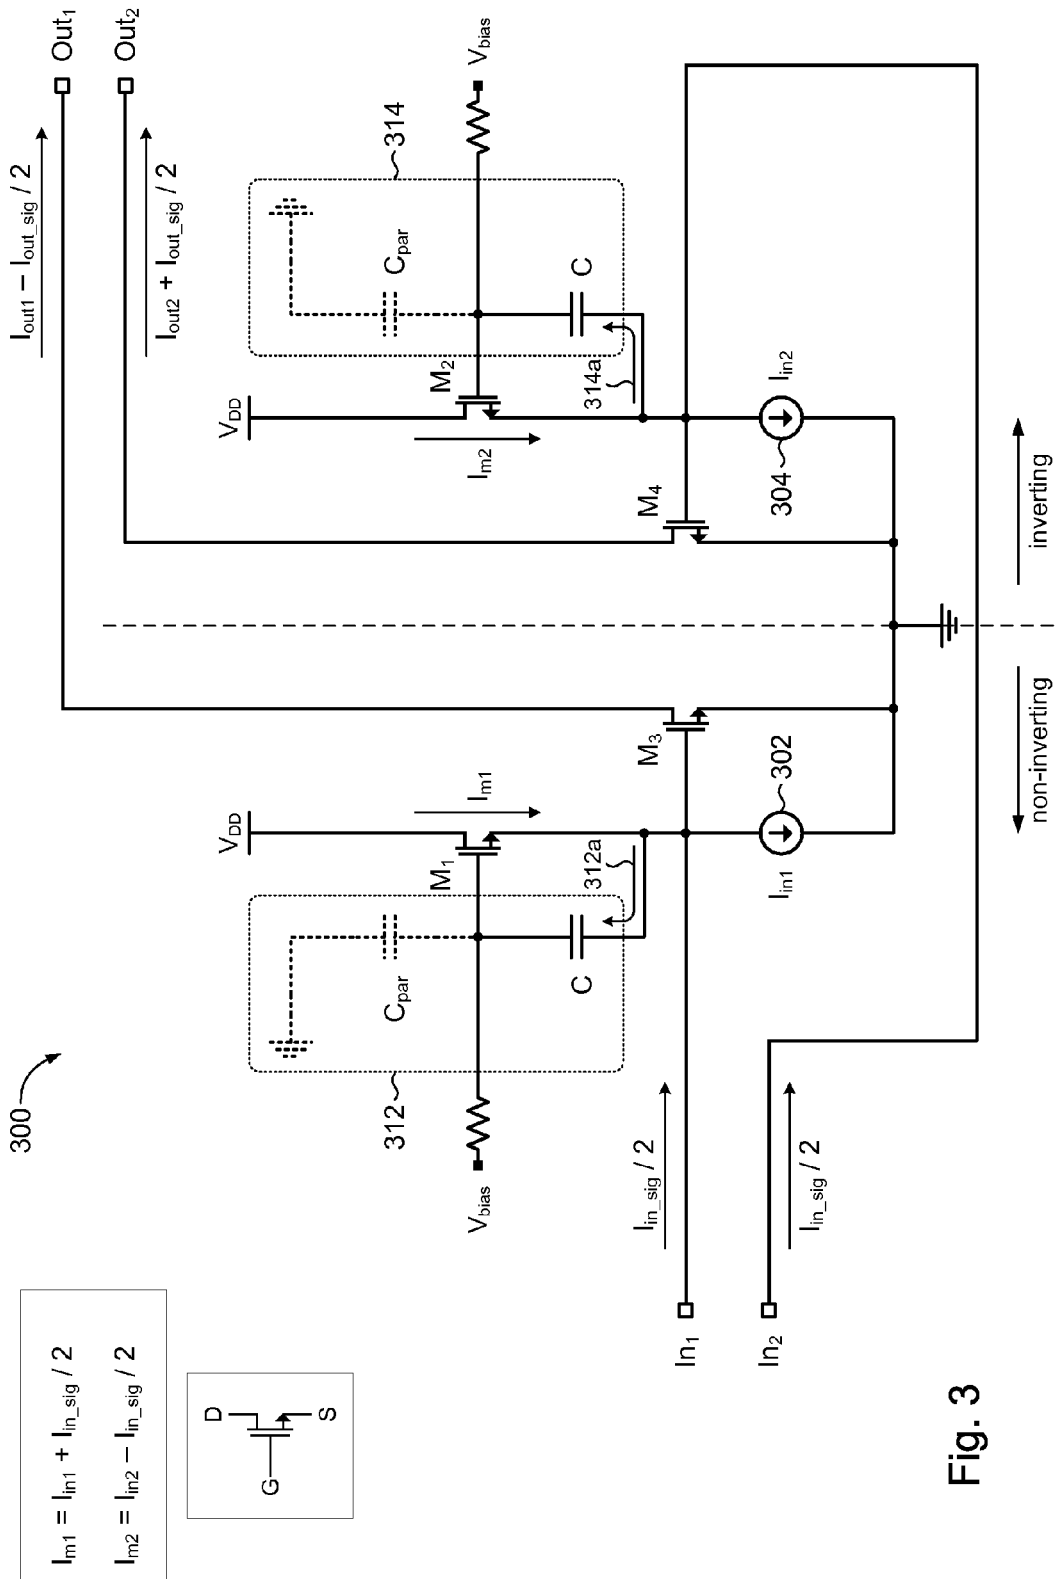 300
I_m1 = I_in1 + I_in_sig / 2
I_m2 = I_in2 – I_in_sig / 2
G
D
S
I_out1 – I_out_sig / 2
Out_1
I_out2 + I_out_sig / 2
Out_2
V_DD
V_DD
312
314
C_par
C_par
V_bias
V_bias
M_1
M_2
I_m1
I_m2
C
C
312a
314a
M_3
M_4
In_1
I_in_sig / 2
In_2
I_in_sig / 2
I_in1
302
304
I_in2
non-inverting
inverting
Fig. 3